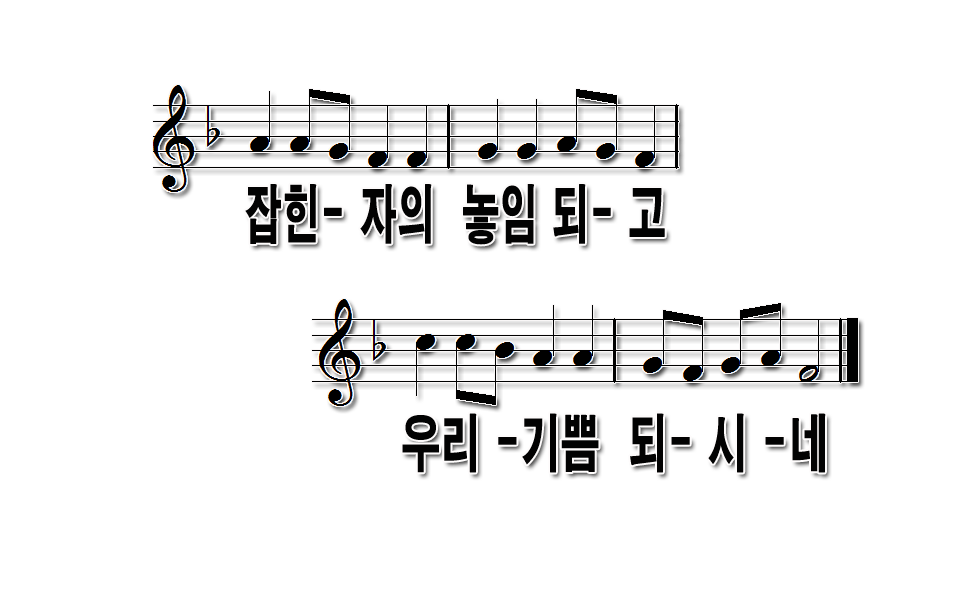 잡힌- 자의 놓임 되- 고
우리 -기쁨 되- 시 -네